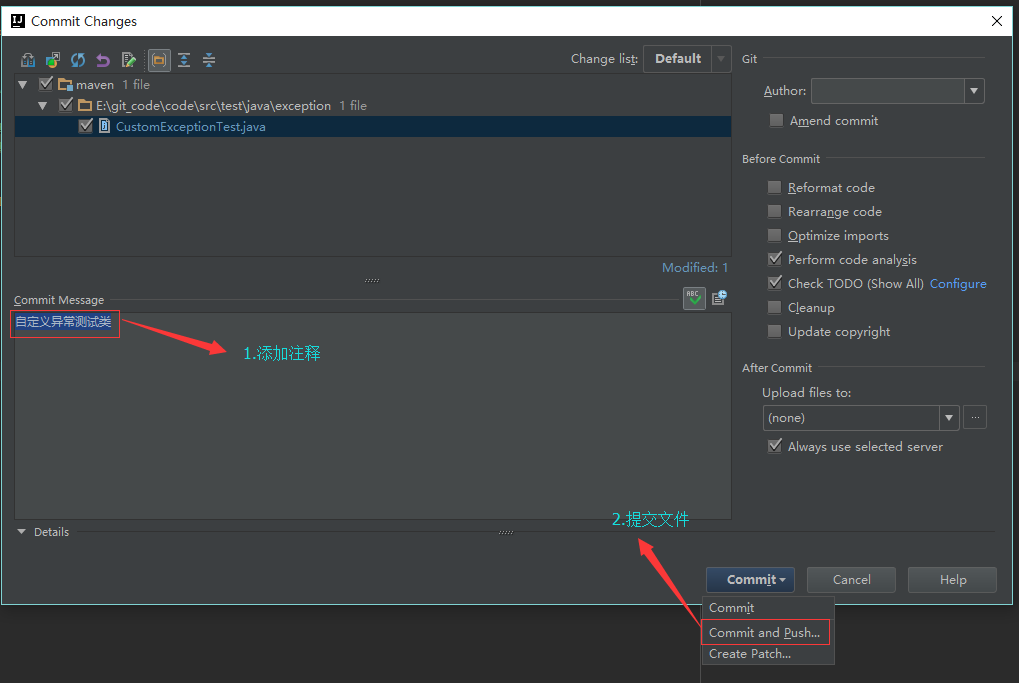 Commit Changes
Change list: Default
maven 1 file
E:\git_code\code\src\test\java\exception 1 file
CustomExceptionTest.java
Modified: 1
Commit Message
自定义异常测试类
1.添加注释
2.提交文件
Details
Git
Author:
Amend commit
Before Commit
Reformat code
Rearrange code
Optimize imports
Perform code analysis
Check TODO (Show All) Configure
Cleanup
Update copyright
After Commit
Upload files to:
(none)
...
Always use selected server
Commit Cancel Help
Commit
Commit and Push...
Create Patch...